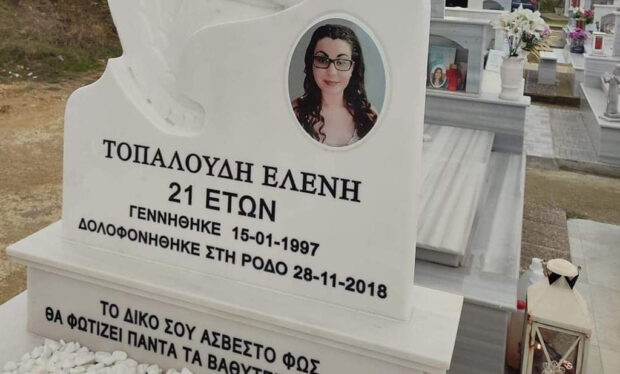 ΤΟΠΑΛΟΥΔΗ ΕΛΕΝΗ
21 ΕΤΩΝ
ΓΕΝΝΗΘΗΚΕ 15-01-1997
ΔΟΛΟΦΟΝΗΘΗΚΕ ΣΤΗ ΡΟΔΟ 28-11-2018
ΤΟ ΔΙΚΟ ΣΟΥ ΑΣΒΕΣΤΟ ΦΩΣ
ΘΑ ΦΩΤΙΖΕΙ ΠΑΝΤΑ ΤΑ